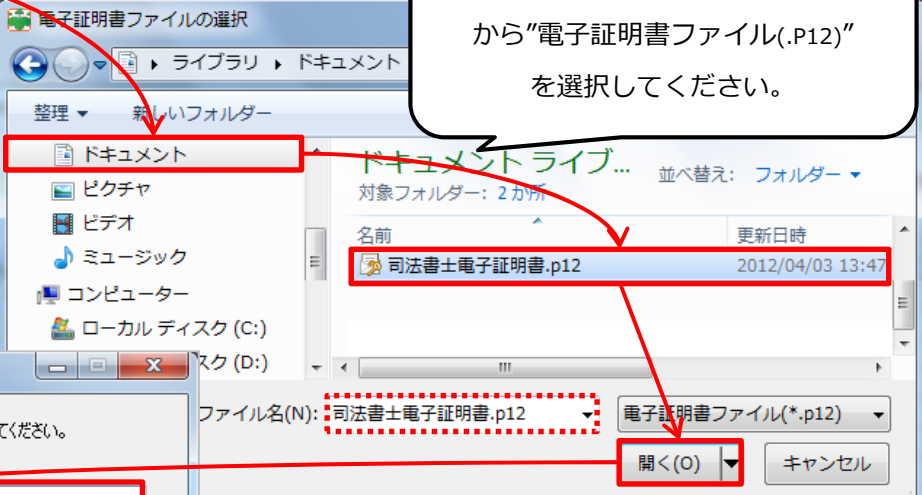 電子証明書ファイルの選択
から”電子証明書ファイル(.P12)”
を選択してください。
ライブラリ ▸ ドキュメント
整理 ▼ 新しいフォルダー
ドキュメント
ピクチャ
ビデオ
ミュージック
コンピューター
ローカル ディスク (C:)
スク (D:)
ドキュメント ライブ...
対象フォルダー: 2 か所
並べ替え: フォルダー ▼
名前 更新日時
司法書士電子証明書.p12 2012/04/03 13:47
てください。
ファイル名(N): 司法書士電子証明書.p12
電子証明書ファイル(*.p12)
開く(O) キャンセル